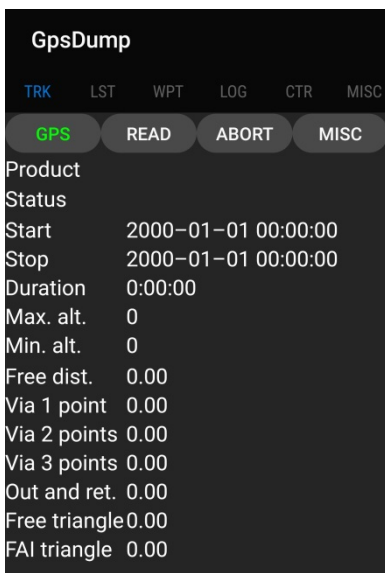 GpsDump
TRK LST WPT LOG CTR MISC
GPS READ ABORT MISC
Product
Status
Start 2000-01-01 00:00:00
Stop 2000-01-01 00:00:00
Duration 0:00:00
Max. alt. 0
Min. alt. 0
Free dist. 0.00
Via 1 point 0.00
Via 2 points 0.00
Via 3 points 0.00
Out and ret. 0.00
Free triangle 0.00
FAI triangle 0.00